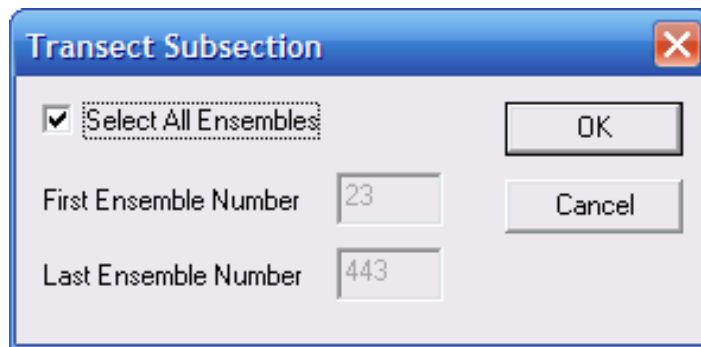 Transect Subsection
Select All Ensembles
OK
First Ensemble Number 23
Cancel
Last Ensemble Number 443